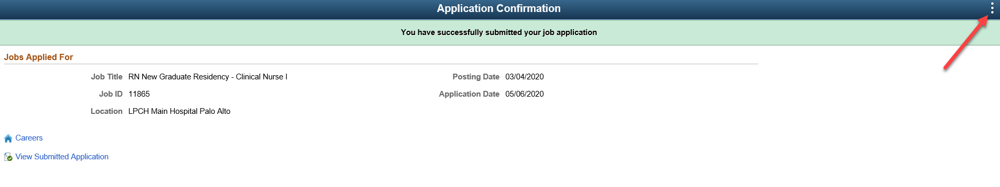 Application Confirmation
You have successfully submitted your job application
Jobs Applied For
Job Title RN New Graduate Residency - Clinical Nurse I
Posting Date 03/04/2020
Job ID 11865
Application Date 05/06/2020
Location LPCH Main Hospital Palo Alto
Careers
View Submitted Application